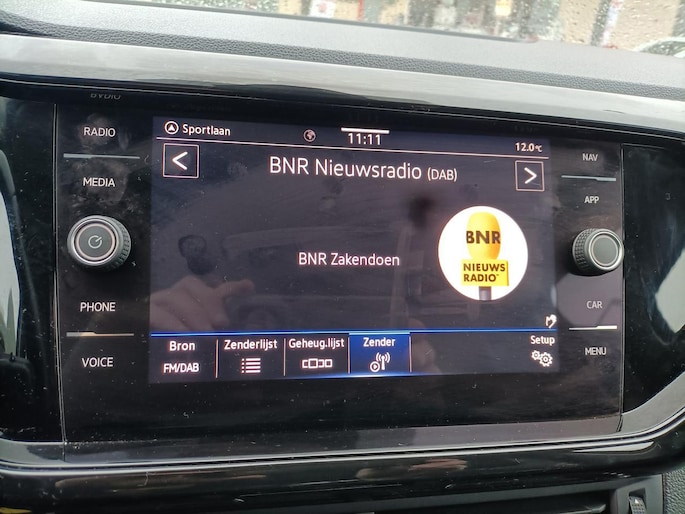 RADIO
MEDIA
PHONE
VOICE
Sportlaan
11:11
12.0°C
BNR Nieuwsradio (DAB)
BNR Zakendoen
BNR
NIEUWS
RADIO
Bron
FM/DAB
Zenderlijst
Geheug.lijst
Zender
Setup
NAV
APP
CAR
MENU